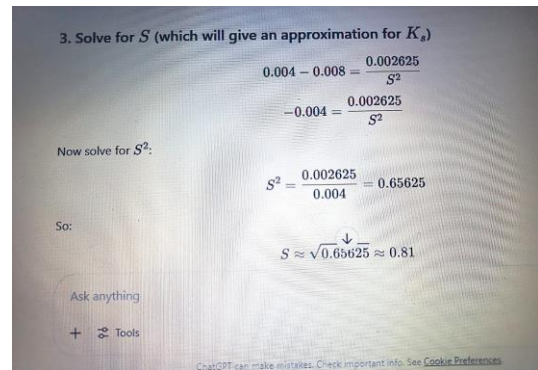 3. Solve for S (which will give an approximation for Kₛ)
0.004 − 0.008 = 0.002625 / S²
−0.004 = 0.002625 / S²
Now solve for S²:
S² = 0.002625 / 0.004 = 0.65625
So:
S ≈ √0.65625 ≈ 0.81
Ask anything
+ Tools
ChatGPT can make mistakes. Check important info. See Cookie Preferences